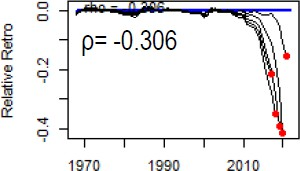 Relative Retro
0.0
-0.2
-0.4
rho = -0.306
ρ= -0.306
1970
1990
2010